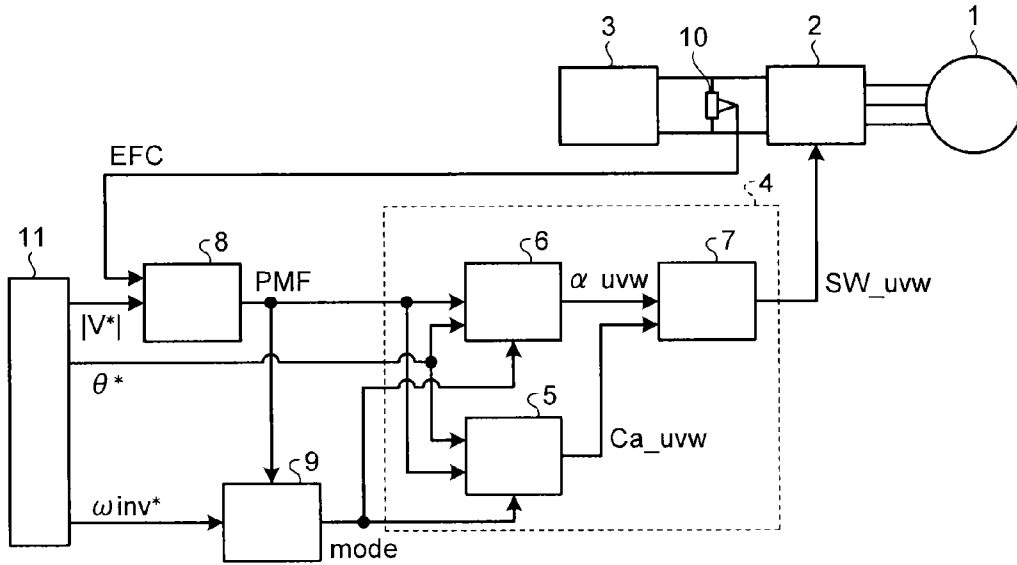 1
2
3
10
EFC
4
11
8
6
7
PMF
α uvw
SW_uvw
|V*|
θ*
5
Ca_uvw
9
ωinv*
mode